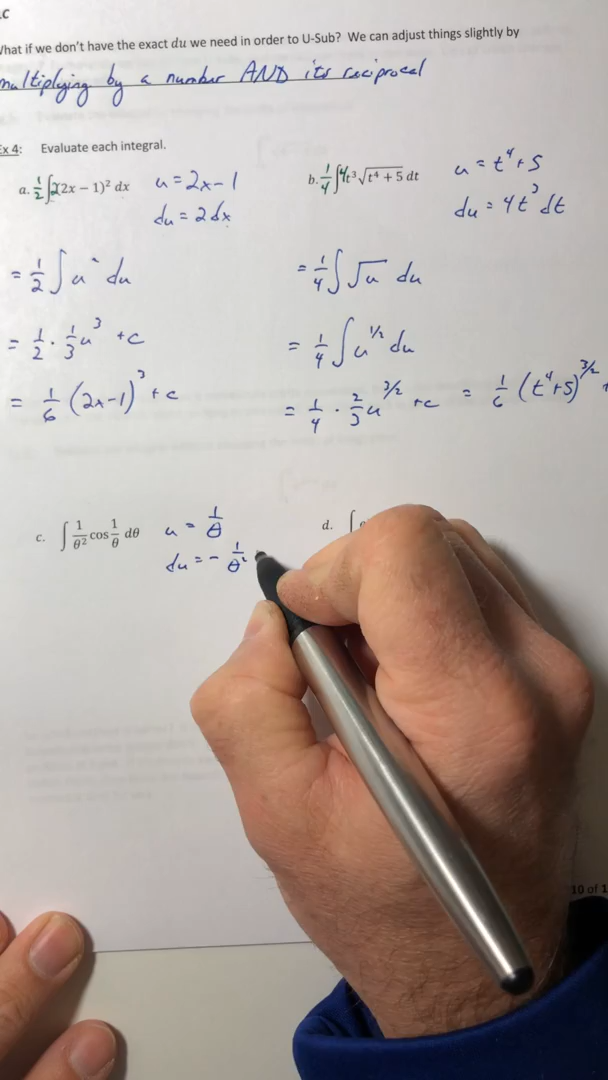 LC
What if we don't have the exact du we need in order to U-Sub? We can adjust things slightly by
multiplying by a number AND its reciprocal
Ex 4: Evaluate each integral.
a. 1/2 ∫ 2(2x − 1)² dx u = 2x-1
du = 2dx
= 1/2 ∫ u² du
= 1/2 · 1/3 u³ + c
= 1/6 (2x-1)³ + c
b. 1/4 ∫ 4t³ √(t⁴ + 5) dt u = t⁴+5
du = 4t³ dt
= 1/4 ∫ √u du
= 1/4 ∫ u^(1/2) du
= 1/4 · 2/3 u^(3/2) + c = 1/6 (t⁴+5)^(3/2) +
c. ∫ 1/θ² cos 1/θ dθ u = 1/θ
du = - 1/θ²
d. ∫
10 of 1